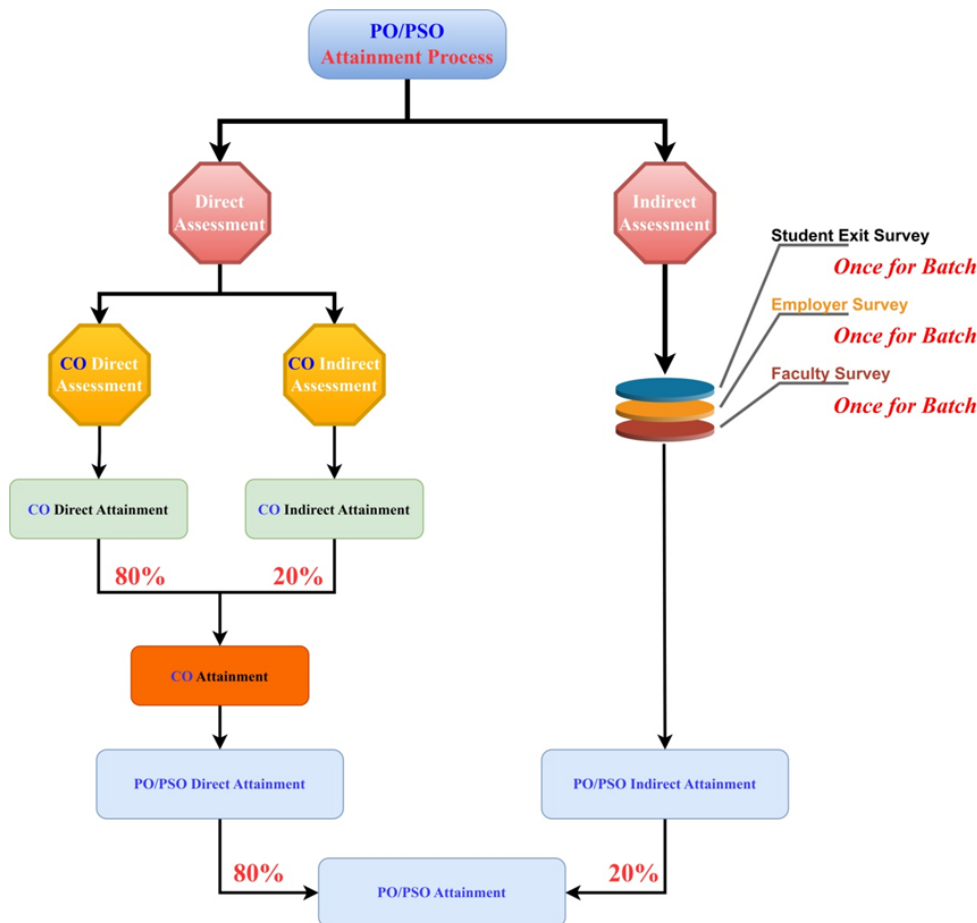 PO/PSO
Attainment Process
Direct
Assessment
Indirect
Assessment
Student Exit Survey
Once for Batch
Employer Survey
Once for Batch
Faculty Survey
Once for Batch
CO Direct
Assessment
CO Indirect
Assessment
CO Direct Attainment
CO Indirect Attainment
80%
20%
CO Attainment
PO/PSO Direct Attainment
PO/PSO Indirect Attainment
80%
20%
PO/PSO Attainment